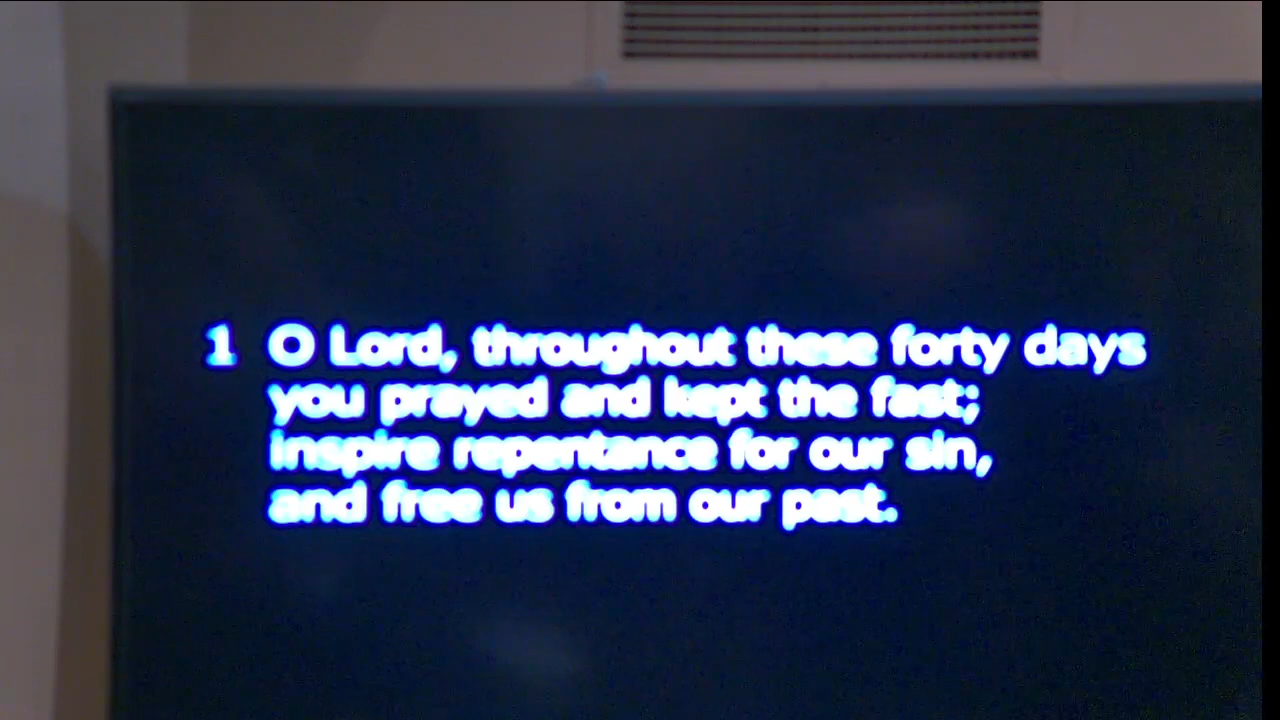 1 O Lord, throughout these forty days
you prayed and kept the fast;
inspire repentance for our sin,
and free us from our past.